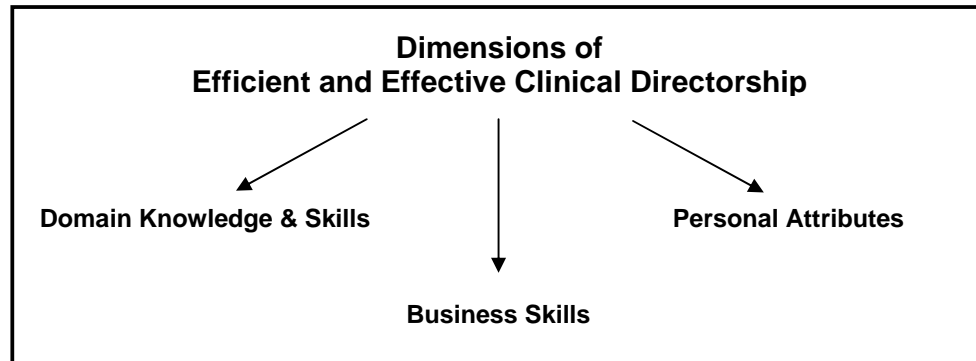 Dimensions of
Efficient and Effective Clinical Directorship
Domain Knowledge & Skills
Personal Attributes
Business Skills